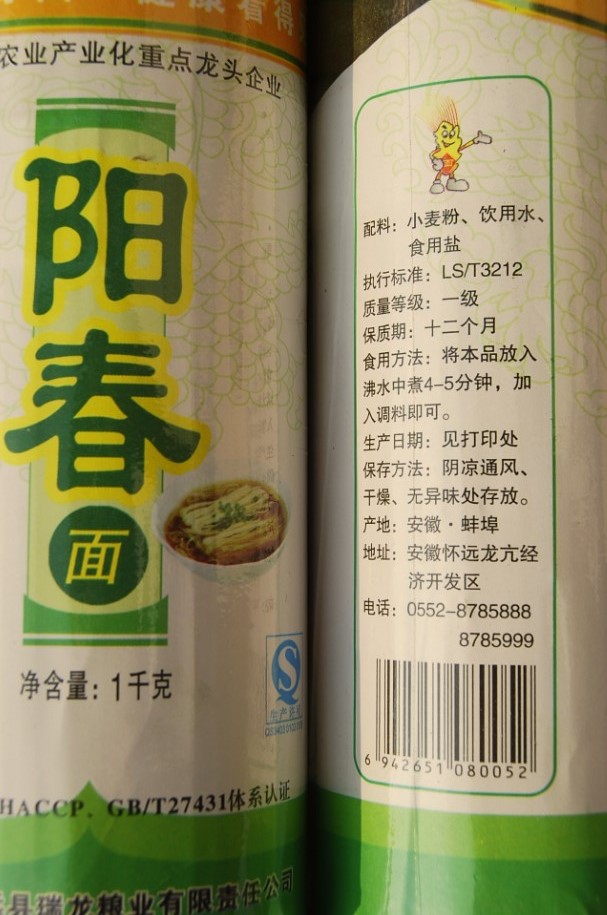 看得
农业产业化重点龙头企业
阳
春
面
净含量：1千克
S
生产许
HACCP．GB/T27431体系认证
县瑞龙粮业有限责任公司
配料：小麦粉、饮用水、
食用盐
执行标准：LS/T3212
质量等级：一级
保质期：十二个月
食用方法：将本品放入
沸水中煮4–5分钟，加
入调料即可。
生产日期：见打印处
保存方法：阴凉通风、
干燥、无异味处存放。
产地：安徽·蚌埠
地址：安徽怀远龙亢经
济开发区
电话：0552–8785888
8785999
6 942651 080052